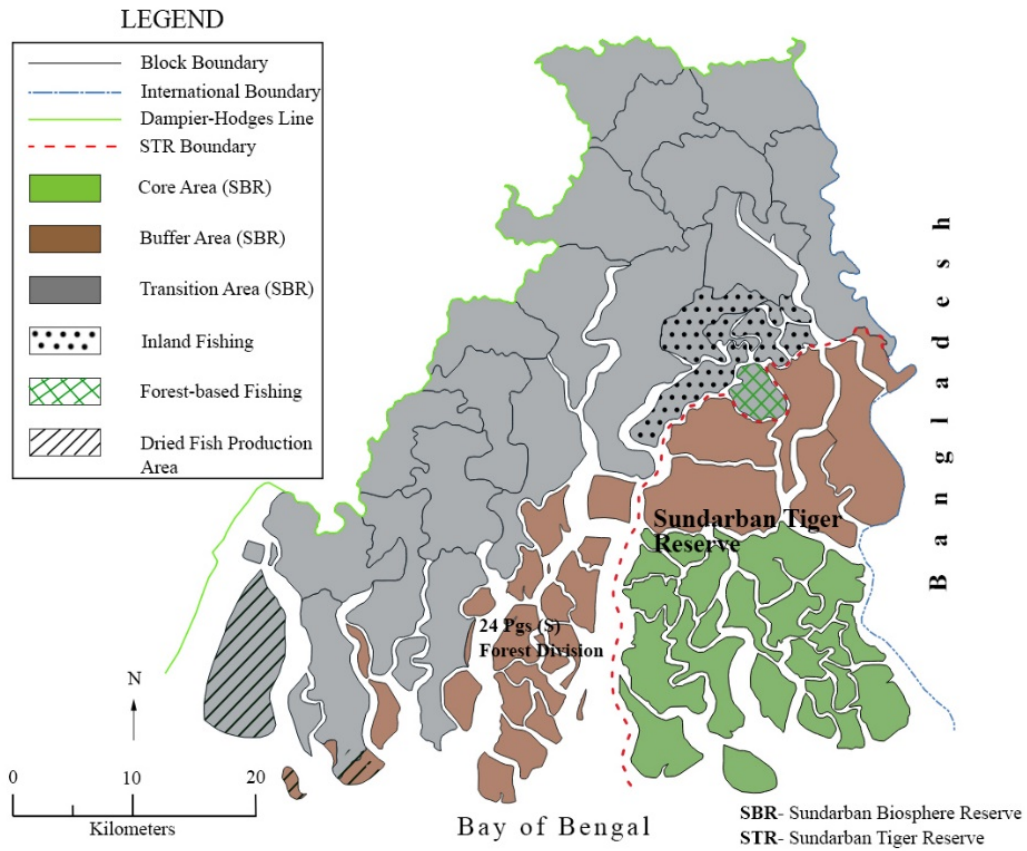 LEGEND
Block Boundary
International Boundary
Dampier-Hodges Line
STR Boundary
Core Area (SBR)
Buffer Area (SBR)
Transition Area (SBR)
Inland Fishing
Forest-based Fishing
Dried Fish Production
Area
Bangladesh
Sundarban Tiger
Reserve
24 Pgs (S)
Forest Division
N
0 10 20
Kilometers
Bay of Bengal
SBR- Sundarban Biosphere Reserve
STR- Sundarban Tiger Reserve